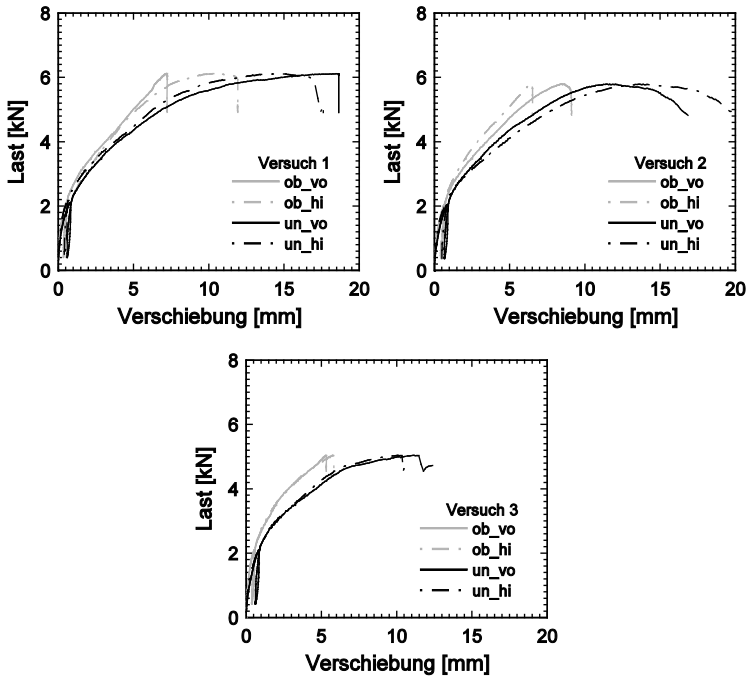 8
6
4
2
0
Last [kN]
Versuch 1
ob_vo
ob_hi
un_vo
un_hi
0 5 10 15 20
Verschiebung [mm]
8
6
4
2
0
Last [kN]
Versuch 2
ob_vo
ob_hi
un_vo
un_hi
0 5 10 15 20
Verschiebung [mm]
8
6
4
2
0
Last [kN]
Versuch 3
ob_vo
ob_hi
un_vo
un_hi
0 5 10 15 20
Verschiebung [mm]